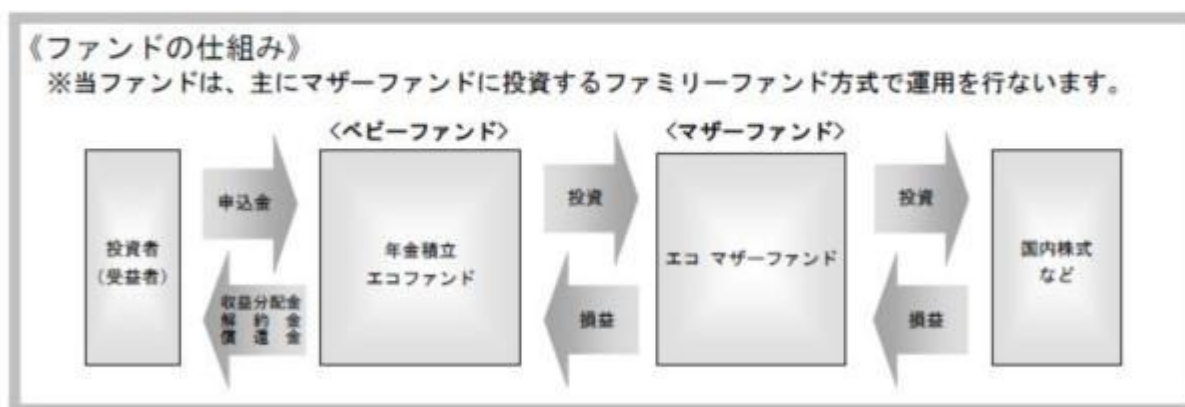 《ファンドの仕組み》
※当ファンドは、主にマザーファンドに投資するファミリーファンド方式で運用を行ないます。
〈ベビーファンド〉
〈マザーファンド〉
投資者
（受益者）
申込金
収益分配金
解約金
償還金
年金積立
エコファンド
投資
損益
エコ マザーファンド
投資
損益
国内株式
など